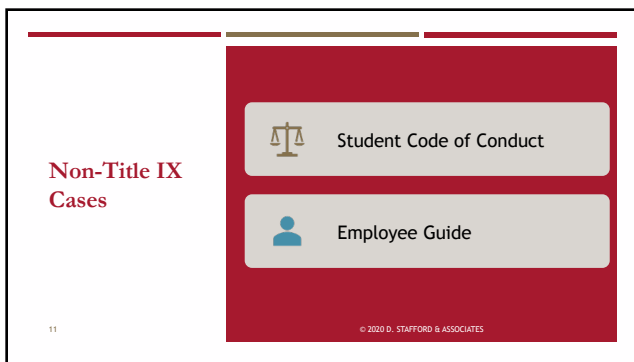 Non-Title IX
Cases
Student Code of Conduct
Employee Guide
11
© 2020 D. STAFFORD & ASSOCIATES